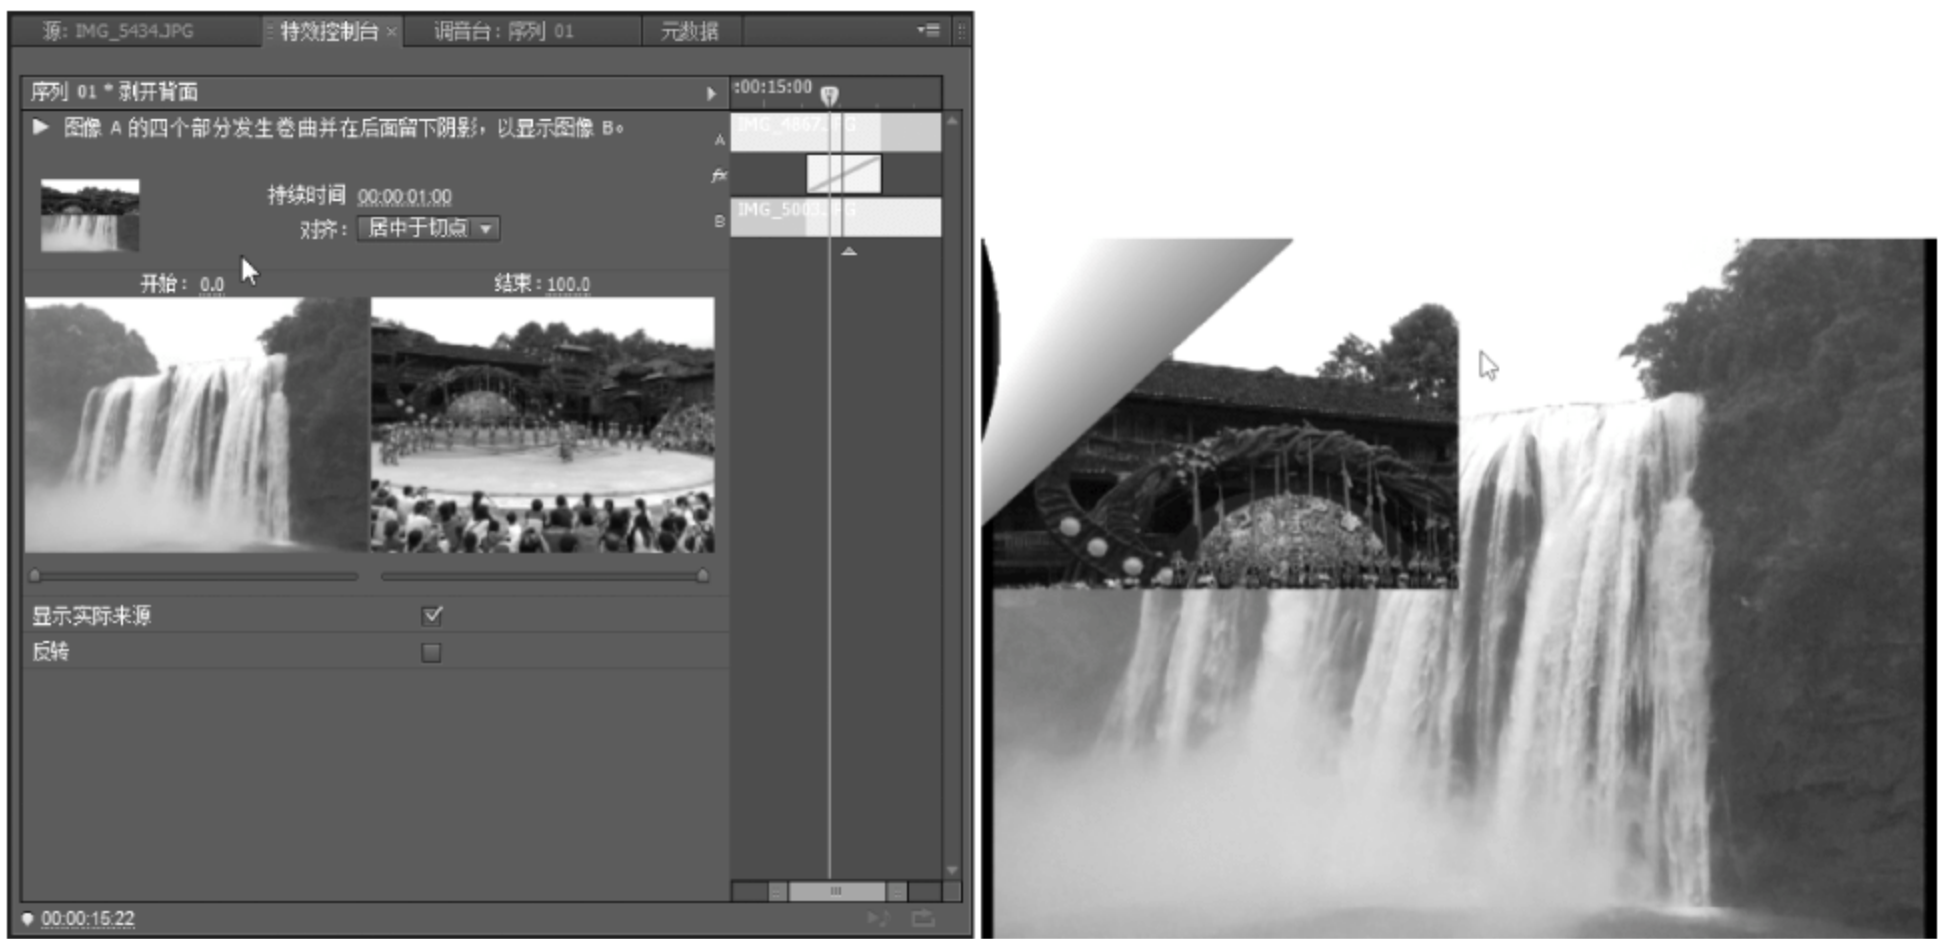 源: IMG_5434.JPG 特效控制台 × 调音台: 序列 01 元数据
序列 01 * 剥开背面
:00:15:00
图像 A 的四个部分发生卷曲并在后面留下阴影，以显示图像 B。
A
fx
B
持续时间 00:00:01:00
对齐: 居中于切点
开始: 0.0
结束: 100.0
显示实际来源
反转
00:00:15:22